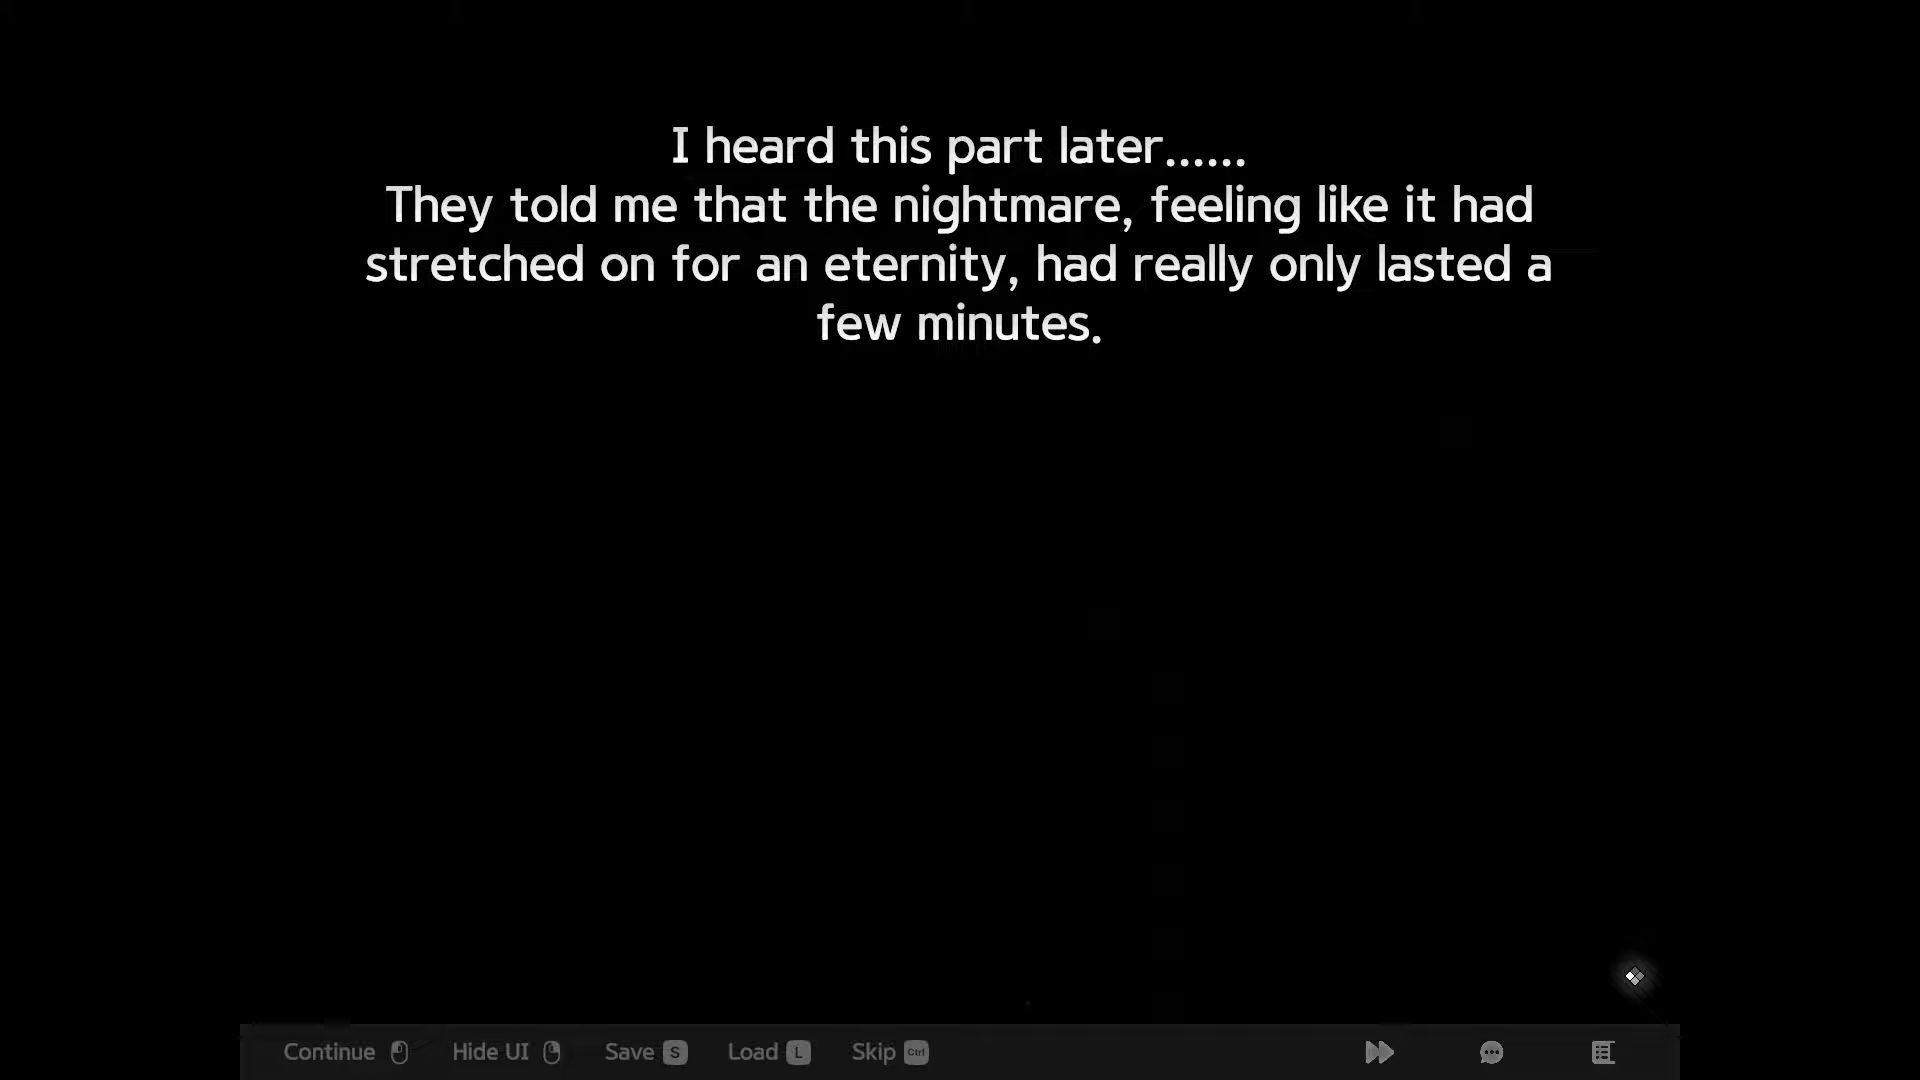 I heard this part later......
They told me that the nightmare, feeling like it had
stretched on for an eternity, had really only lasted a
few minutes.
Continue Hide UI Save S Load L Skip Ctrl